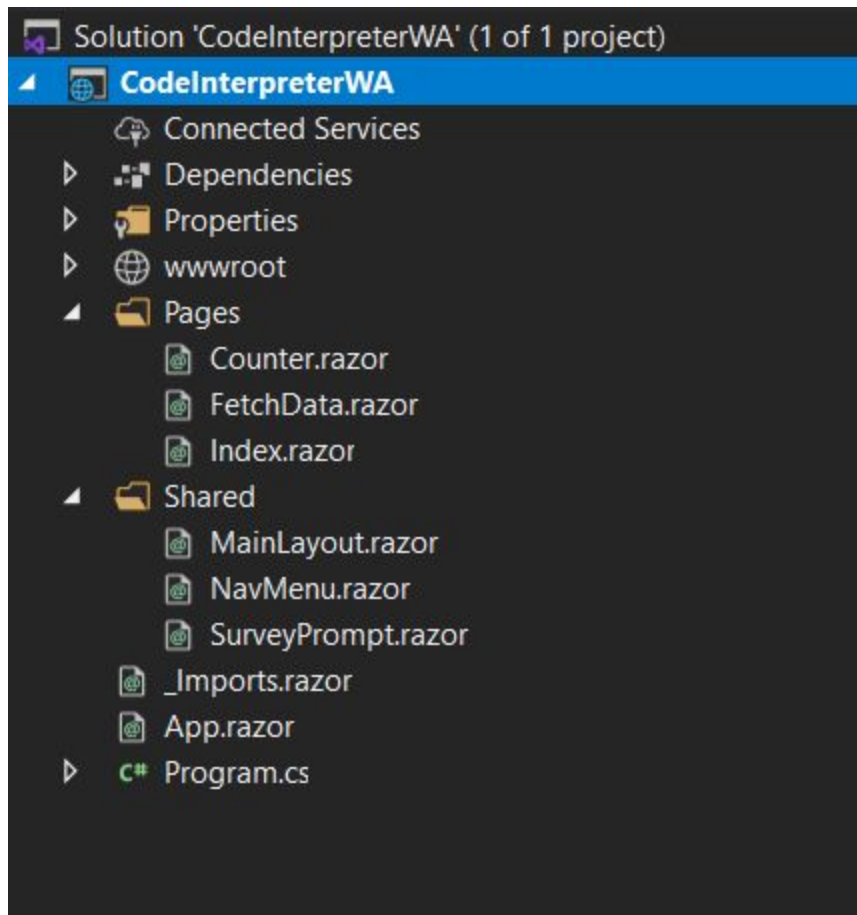 Solution 'CodeInterpreterWA' (1 of 1 project)
CodeInterpreterWA
Connected Services
Dependencies
Properties
wwwroot
Pages
Counter.razor
FetchData.razor
Index.razor
Shared
MainLayout.razor
NavMenu.razor
SurveyPrompt.razor
_Imports.razor
App.razor
C# Program.cs